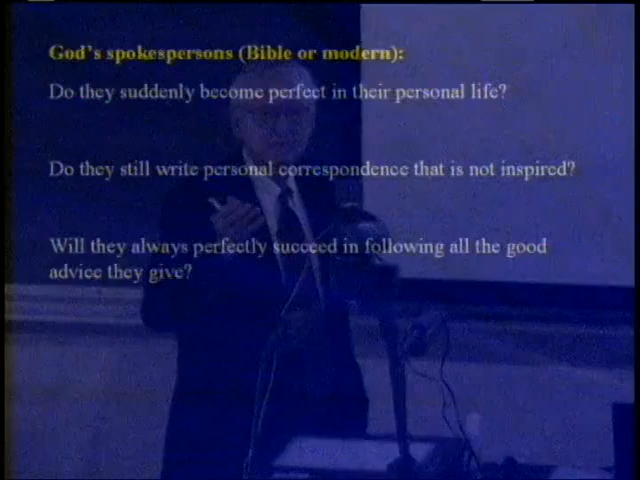 God's spokespersons (Bible or modern):
Do they suddenly become perfect in their personal life?
Do they still write personal correspondence that is not inspired?
Will they always perfectly succeed in following all the good
advice they give?